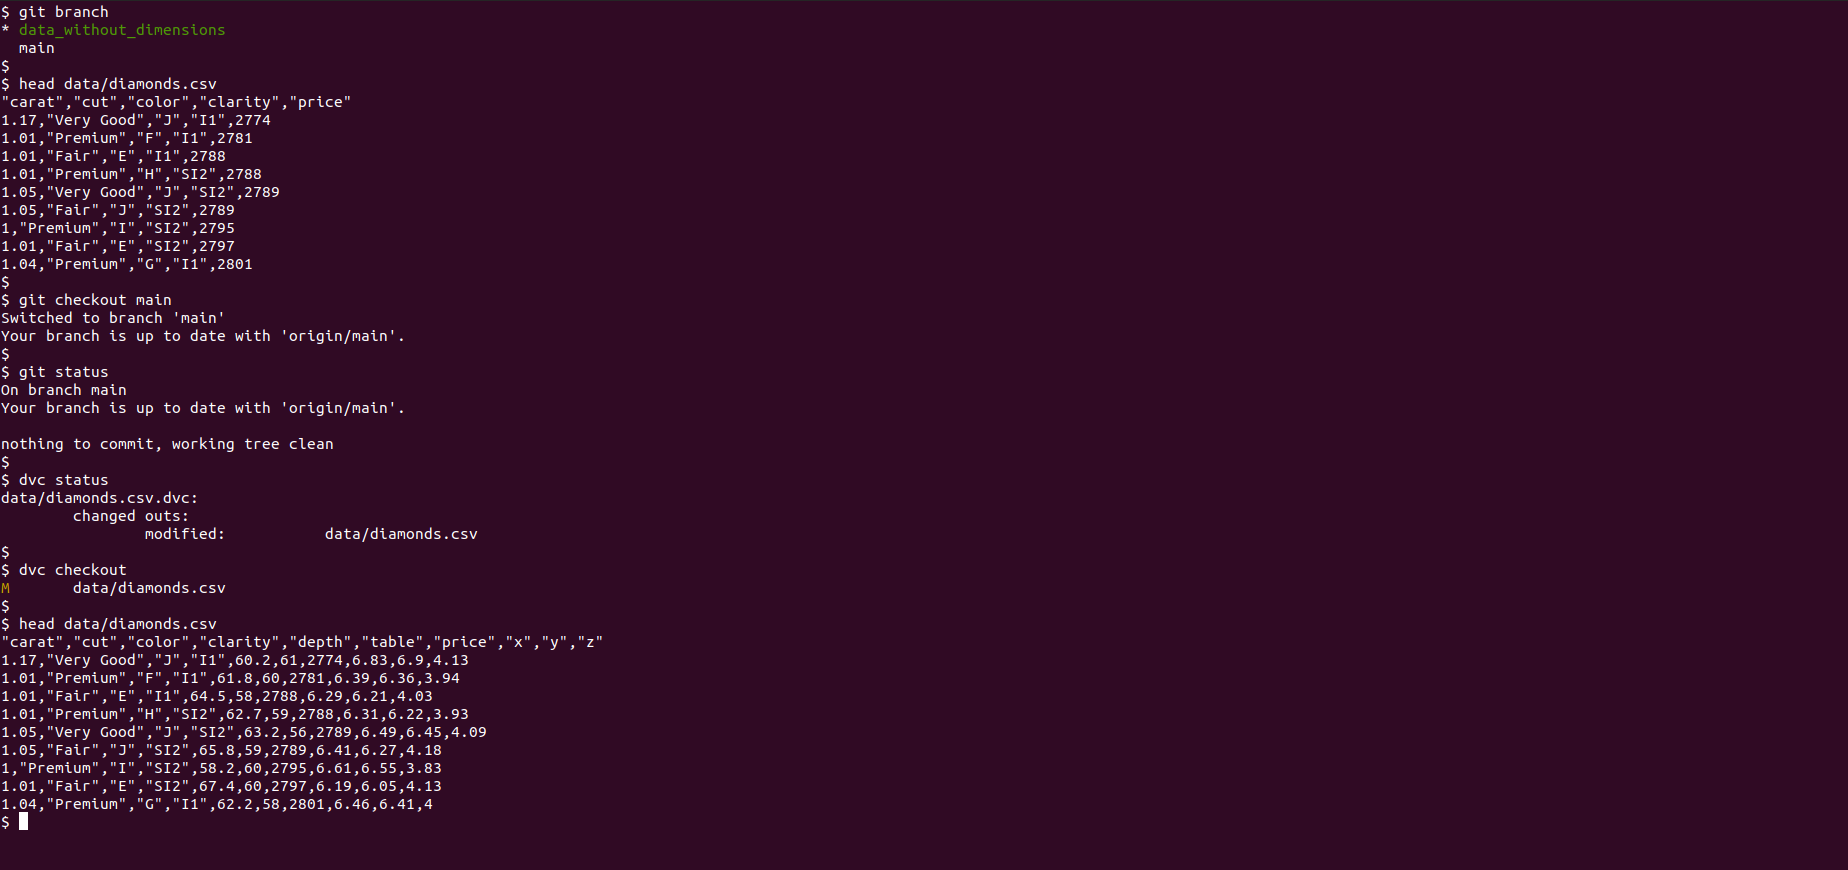 $ git branch
* data_without_dimensions
  main
$
$ head data/diamonds.csv
"carat","cut","color","clarity","price"
1.17,"Very Good","J","I1",2774
1.01,"Premium","F","I1",2781
1.01,"Fair","E","I1",2788
1.01,"Premium","H","SI2",2788
1.05,"Very Good","J","SI2",2789
1.05,"Fair","J","SI2",2789
1,"Premium","I","SI2",2795
1.01,"Fair","E","SI2",2797
1.04,"Premium","G","I1",2801
$
$ git checkout main
Switched to branch 'main'
Your branch is up to date with 'origin/main'.
$
$ git status
On branch main
Your branch is up to date with 'origin/main'.

nothing to commit, working tree clean
$
$ dvc status
data/diamonds.csv.dvc:
        changed outs:
                modified:           data/diamonds.csv
$
$ dvc checkout
M       data/diamonds.csv
$
$ head data/diamonds.csv
"carat","cut","color","clarity","depth","table","price","x","y","z"
1.17,"Very Good","J","I1",60.2,61,2774,6.83,6.9,4.13
1.01,"Premium","F","I1",61.8,60,2781,6.39,6.36,3.94
1.01,"Fair","E","I1",64.5,58,2788,6.29,6.21,4.03
1.01,"Premium","H","SI2",62.7,59,2788,6.31,6.22,3.93
1.05,"Very Good","J","SI2",63.2,56,2789,6.49,6.45,4.09
1.05,"Fair","J","SI2",65.8,59,2789,6.41,6.27,4.18
1,"Premium","I","SI2",58.2,60,2795,6.61,6.55,3.83
1.01,"Fair","E","SI2",67.4,60,2797,6.19,6.05,4.13
1.04,"Premium","G","I1",62.2,58,2801,6.46,6.41,4
$